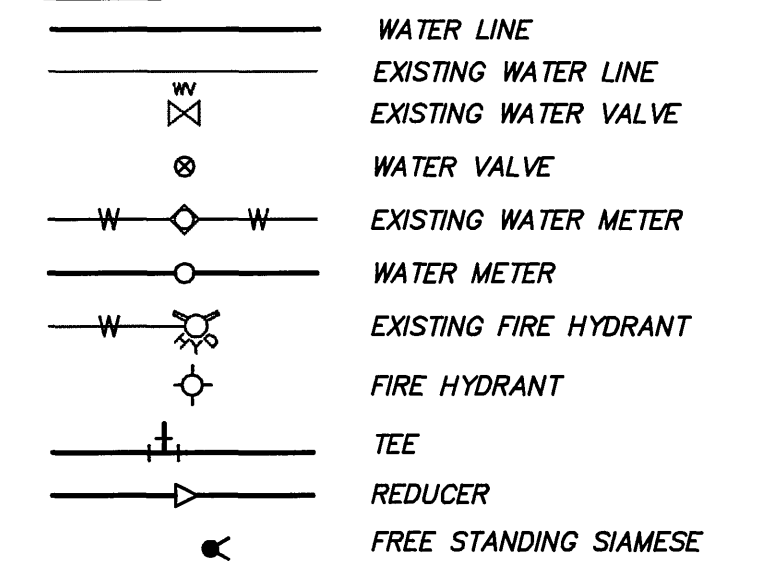 WATER LINE
EXISTING WATER LINE
WV
EXISTING WATER VALVE
WATER VALVE
W W EXISTING WATER METER
WATER METER
W EXISTING FIRE HYDRANT
HYD
FIRE HYDRANT
TEE
REDUCER
FREE STANDING SIAMESE